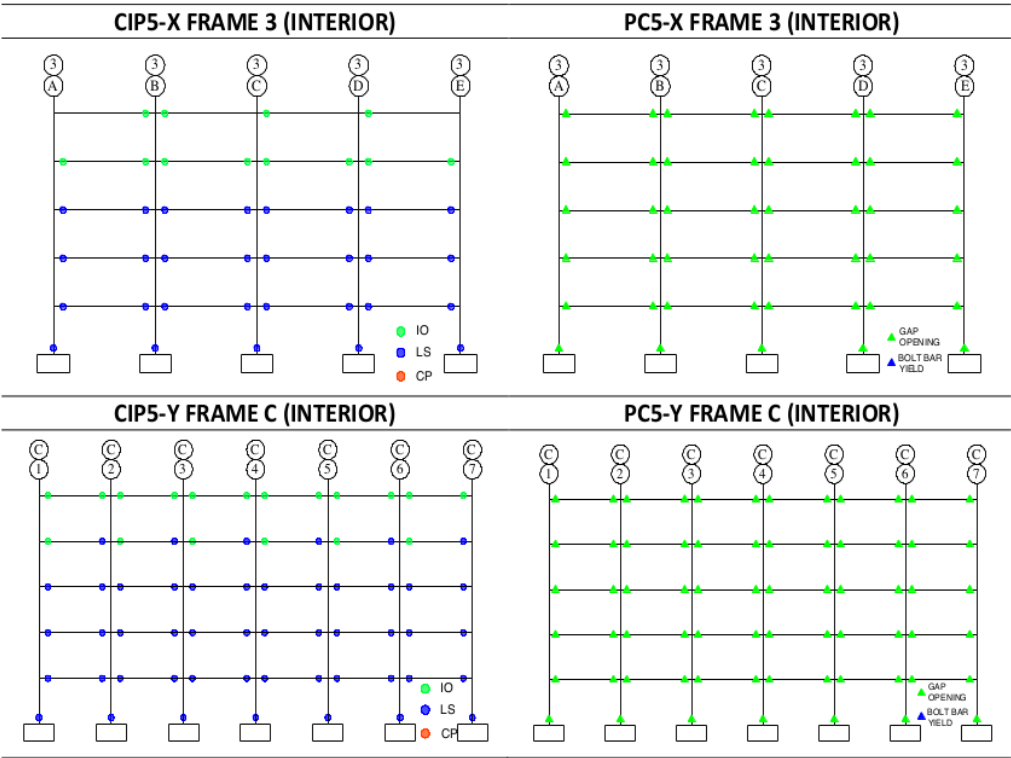 CIP5-X FRAME 3 (INTERIOR)
3 3 3 3 3
A B C D E
IO
LS
CP
PC5-X FRAME 3 (INTERIOR)
3 3 3 3 3
A B C D E
GAP
OPENING
BOLT BAR
YIELD
CIP5-Y FRAME C (INTERIOR)
C C C C C C C
1 2 3 4 5 6 7
IO
LS
CP
PC5-Y FRAME C (INTERIOR)
C C C C C C C
1 2 3 4 5 6 7
GAP
OPENING
BOLT BAR
YIELD